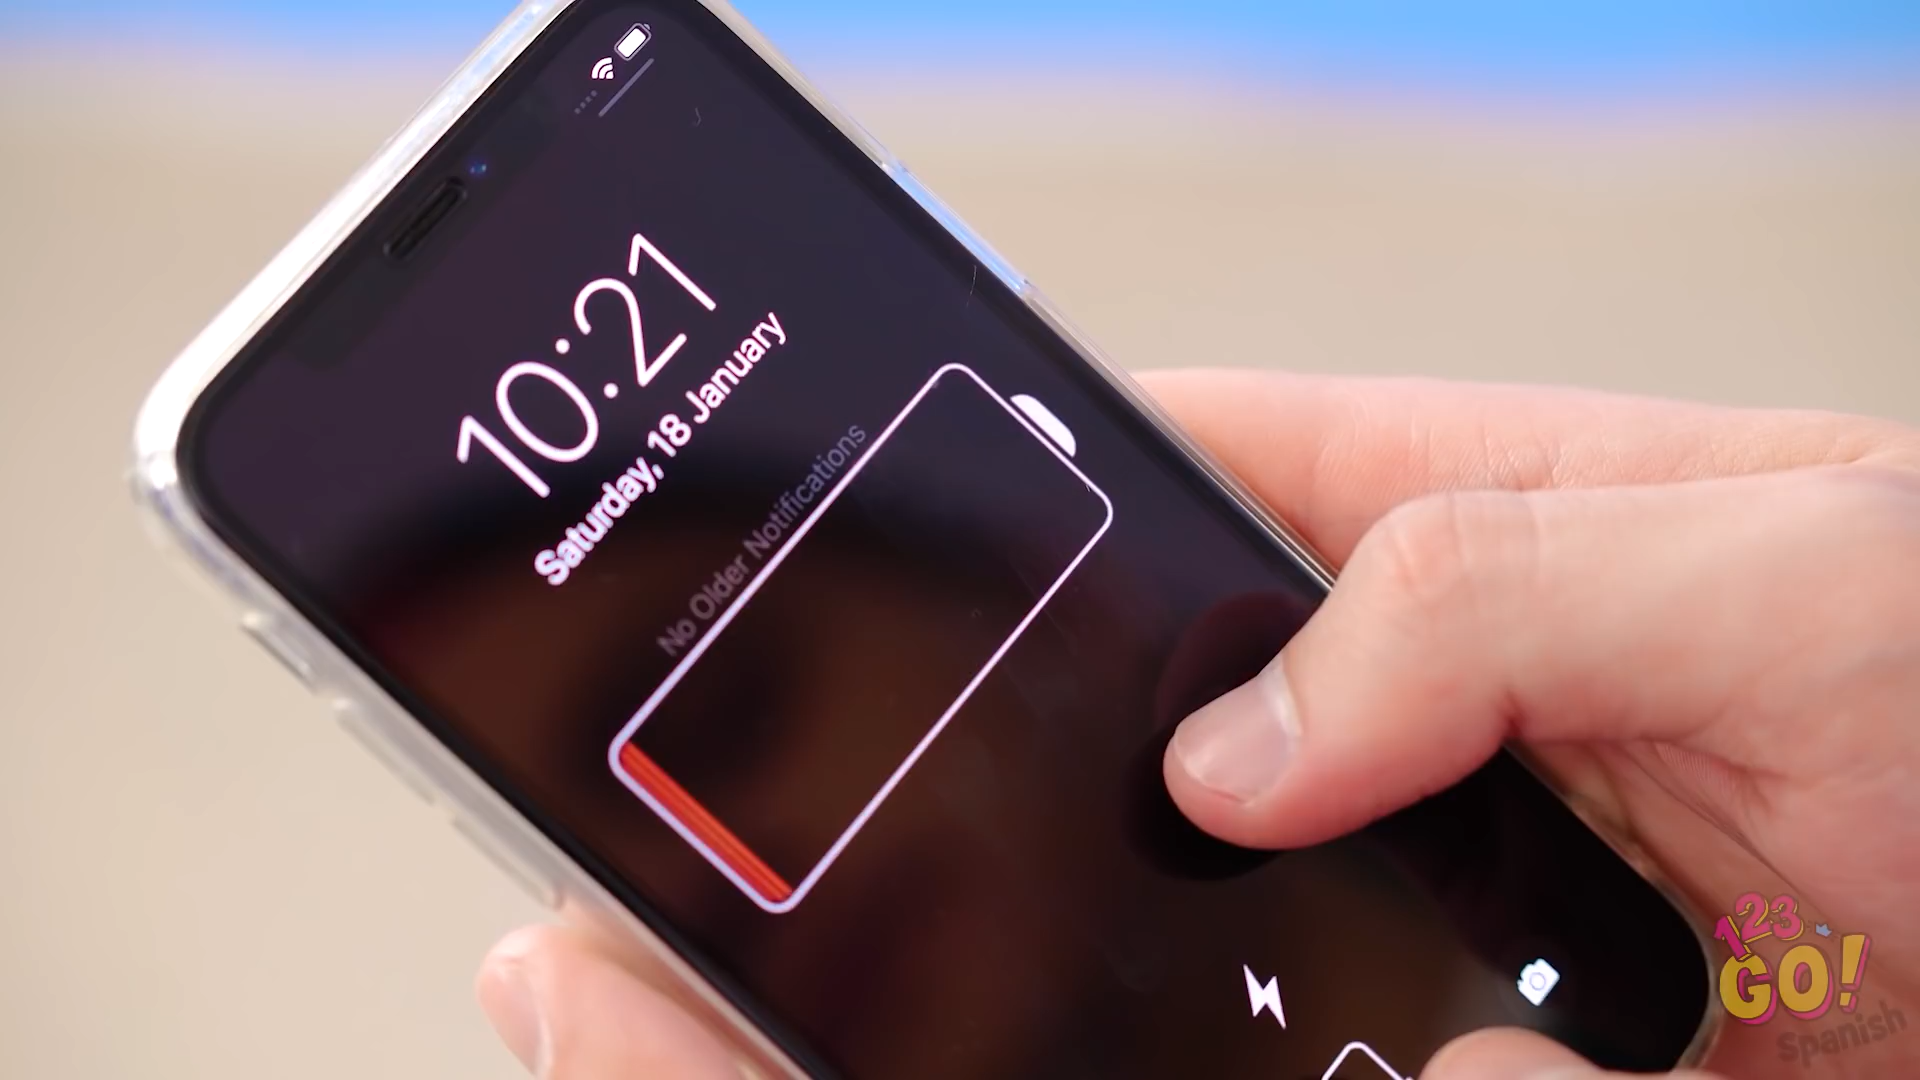 10:21
Saturday, 18 January
No Older Notifications
123
GO!
Spanish